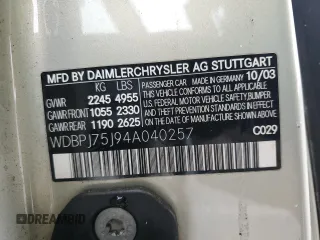 MFD BY DAIMLERCHRYSLER AG STUTTGART
PASSENGER CAR MADE IN GERMANY 10/03
KG LBS
GVWR 2245 4955
GAWR FRONT 1055 2330
GAWR REAR 1190 2625
THIS VEHICLE CONFORMS TO ALL
APPLICABLE U.S. FEDERAL MOTOR
VEHICLE SAFETY, BUMPER
AND THEFT PREVENTION STANDARDS
IN EFFECT ON THE DATE OF
MANUFACTURE SHOWN ABOVE
WDBPJ75J94A040257
C029
DREAMBID